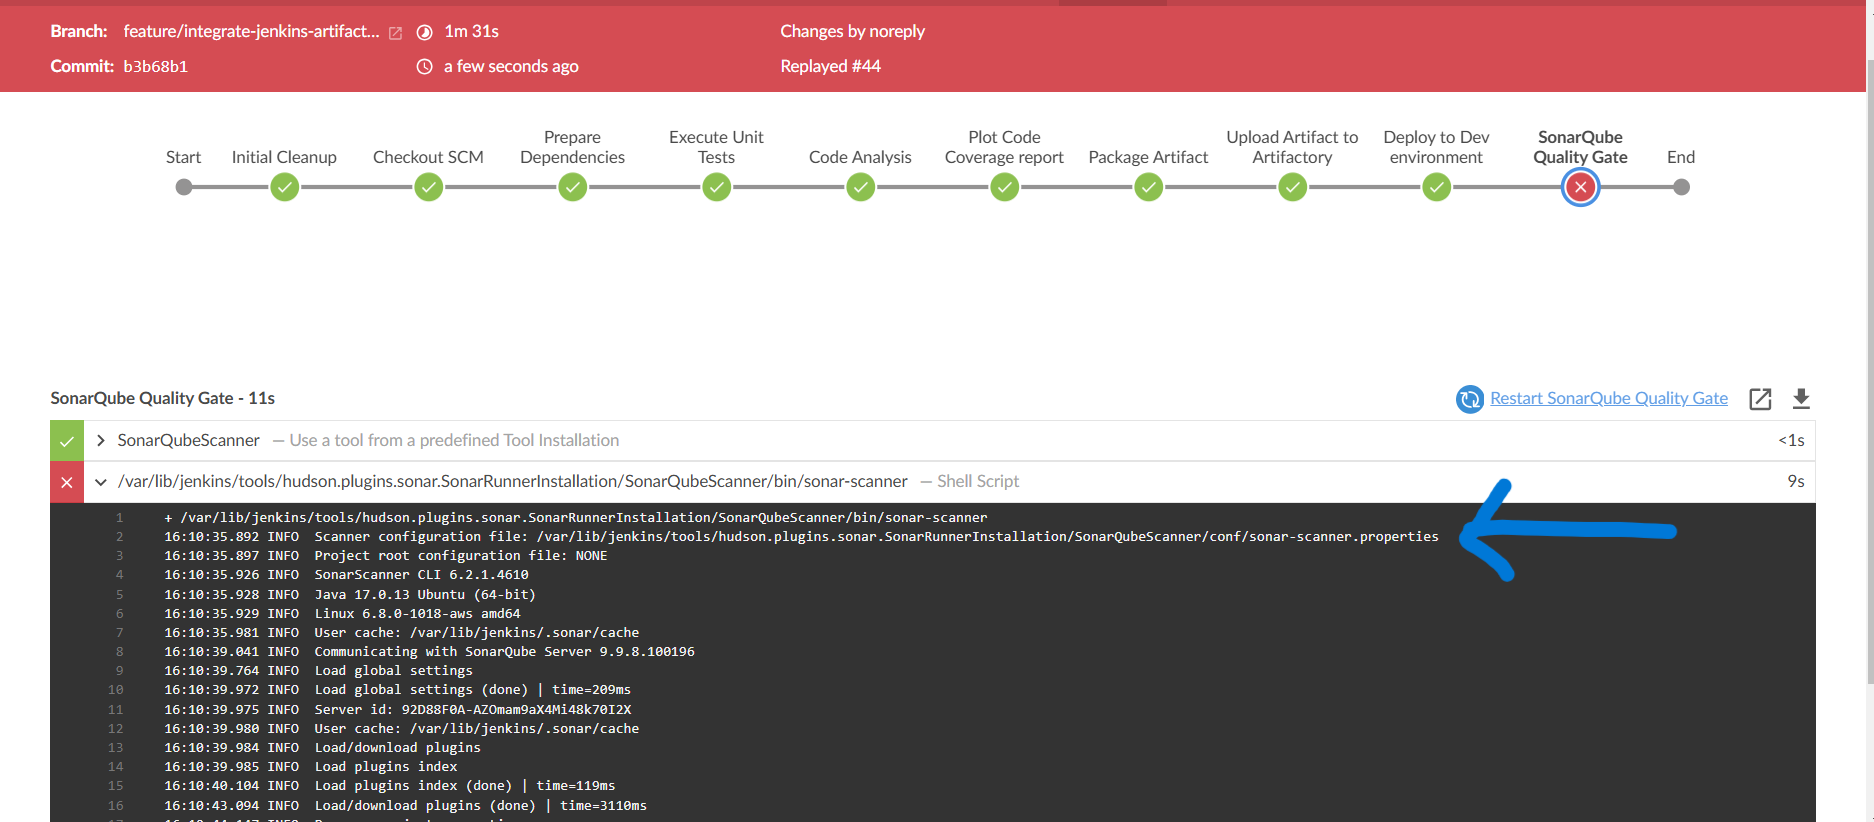 Branch: feature/integrate-jenkins-artifact... 1m 31s Changes by noreply
Commit: b3b68b1 a few seconds ago Replayed #44
Start
Initial Cleanup
Checkout SCM
Prepare
Dependencies
Execute Unit
Tests
Code Analysis
Plot Code
Coverage report
Package Artifact
Upload Artifact to
Artifactory
Deploy to Dev
environment
SonarQube
Quality Gate
End
SonarQube Quality Gate - 11s Restart SonarQube Quality Gate
SonarQubeScanner — Use a tool from a predefined Tool Installation <1s
/var/lib/jenkins/tools/hudson.plugins.sonar.SonarRunnerInstallation/SonarQubeScanner/bin/sonar-scanner — Shell Script 9s
1 + /var/lib/jenkins/tools/hudson.plugins.sonar.SonarRunnerInstallation/SonarQubeScanner/bin/sonar-scanner
2 16:10:35.892 INFO Scanner configuration file: /var/lib/jenkins/tools/hudson.plugins.sonar.SonarRunnerInstallation/SonarQubeScanner/conf/sonar-scanner.properties
3 16:10:35.897 INFO Project root configuration file: NONE
4 16:10:35.926 INFO SonarScanner CLI 6.2.1.4610
5 16:10:35.928 INFO Java 17.0.13 Ubuntu (64-bit)
6 16:10:35.929 INFO Linux 6.8.0-1018-aws amd64
7 16:10:35.981 INFO User cache: /var/lib/jenkins/.sonar/cache
8 16:10:39.041 INFO Communicating with SonarQube Server 9.9.8.100196
9 16:10:39.764 INFO Load global settings
10 16:10:39.972 INFO Load global settings (done) | time=209ms
11 16:10:39.975 INFO Server id: 92D88F0A-AZOmam9aX4Mi48k70I2X
12 16:10:39.980 INFO User cache: /var/lib/jenkins/.sonar/cache
13 16:10:39.984 INFO Load/download plugins
14 16:10:39.985 INFO Load plugins index
15 16:10:40.104 INFO Load plugins index (done) | time=119ms
16 16:10:43.094 INFO Load/download plugins (done) | time=3110ms